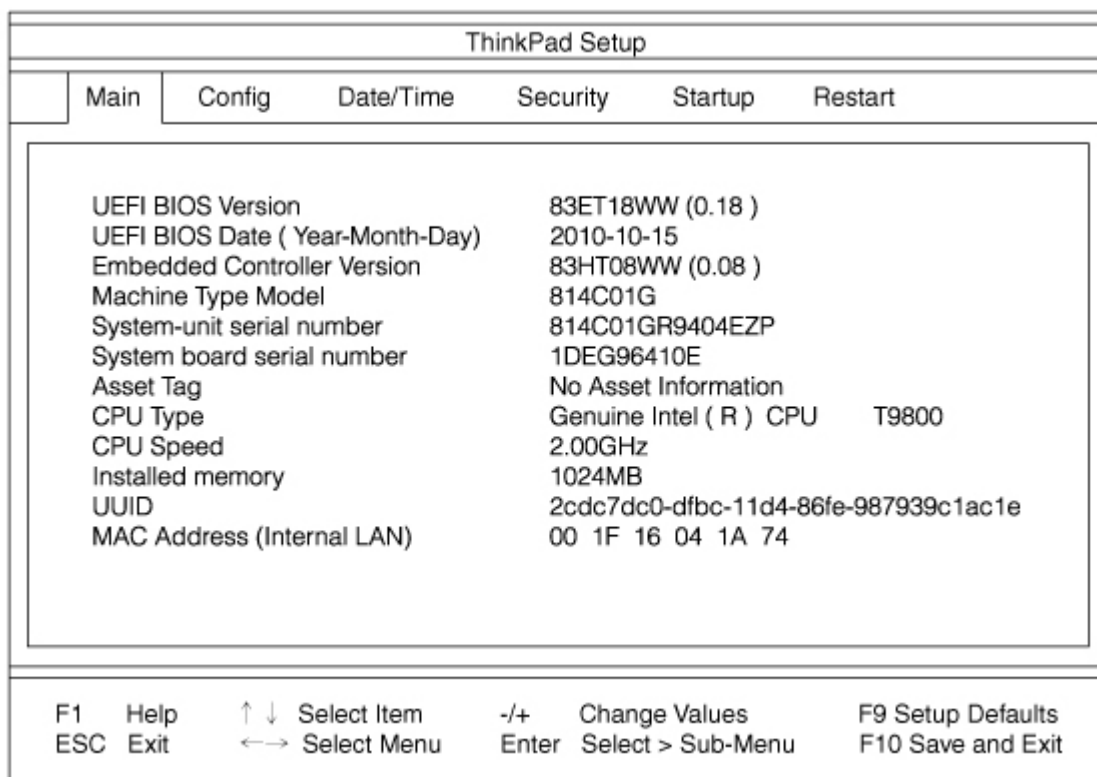 ThinkPad Setup
Main Config Date/Time Security Startup Restart
UEFI BIOS Version 83ET18WW (0.18 )
UEFI BIOS Date ( Year-Month-Day) 2010-10-15
Embedded Controller Version 83HT08WW (0.08 )
Machine Type Model 814C01G
System-unit serial number 814C01GR9404EZP
System board serial number 1DEG96410E
Asset Tag No Asset Information
CPU Type Genuine Intel ( R ) CPU T9800
CPU Speed 2.00GHz
Installed memory 1024MB
UUID 2cdc7dc0-dfbc-11d4-86fe-987939c1ac1e
MAC Address (Internal LAN) 00 1F 16 04 1A 74
F1 Help ↑ ↓ Select Item -/+ Change Values F9 Setup Defaults
ESC Exit ←→ Select Menu Enter Select > Sub-Menu F10 Save and Exit